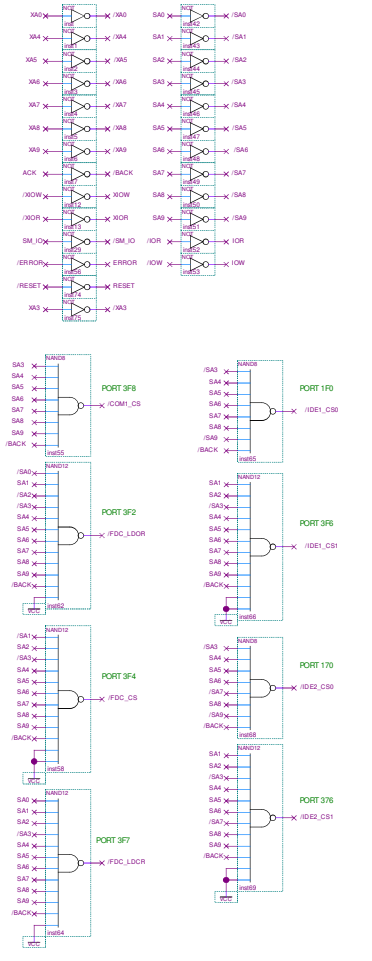 XA0 NOT inst /XA0
XA4 NOT inst1 /XA4
XA5 NOT inst2 /XA5
XA6 NOT inst3 /XA6
XA7 NOT inst4 /XA7
XA8 NOT inst5 /XA8
XA9 NOT inst6 /XA9
ACK NOT inst7 /BACK
/XIOW NOT inst12 XIOW
/XIOR NOT inst13 XIOR
SM_IO NOT inst29 /SM_IO
/ERROR NOT inst56 ERROR
/RESET NOT inst74 RESET
XA3 NOT inst75 /XA3
SA0 NOT inst42 /SA0
SA1 NOT inst43 /SA1
SA2 NOT inst44 /SA2
SA3 NOT inst45 /SA3
SA4 NOT inst46 /SA4
SA5 NOT inst47 /SA5
SA6 NOT inst48 /SA6
SA7 NOT inst49 /SA7
SA8 NOT inst50 /SA8
SA9 NOT inst51 /SA9
/IOR NOT inst52 IOR
/IOW NOT inst53 IOW
NAND8
SA3
SA4
SA5
SA6
SA7
SA8
SA9
/BACK
inst55
PORT 3F8
/COM1_CS
NAND12
/SA0
SA1
/SA2
/SA3
SA4
SA5
SA6
SA7
SA8
SA9
/BACK
VCC
inst62
PORT 3F2
/FDC_LDOR
NAND12
/SA1
SA2
/SA3
SA4
SA5
SA6
SA7
SA8
SA9
/BACK
VCC
inst58
PORT 3F4
/FDC_CS
NAND12
SA0
SA1
SA2
/SA3
SA4
SA5
SA6
SA7
SA8
SA9
/BACK
VCC
inst64
PORT 3F7
/FDC_LDCR
NAND8
/SA3
SA4
SA5
SA6
SA7
SA8
/SA9
/BACK
inst65
PORT 1F0
/IDE1_CS0
NAND12
SA1
SA2
/SA3
SA4
SA5
SA6
SA7
SA8
SA9
/BACK
VCC
inst66
PORT 3F6
/IDE1_CS1
NAND8
/SA3
SA4
SA5
SA6
/SA7
SA8
/SA9
/BACK
inst68
PORT 170
/IDE2_CS0
NAND12
SA1
SA2
/SA3
SA4
SA5
SA6
/SA7
SA8
SA9
/BACK
VCC
inst69
PORT 376
/IDE2_CS1